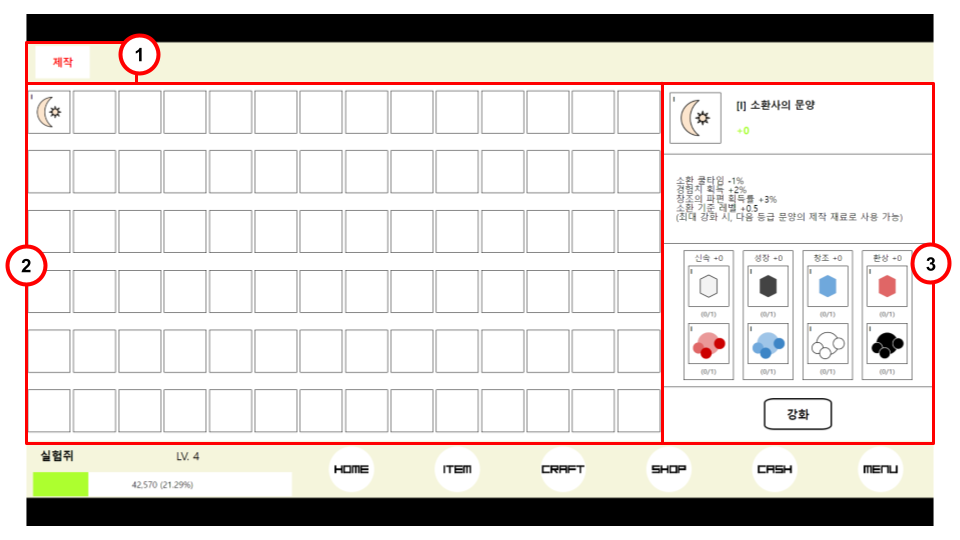 제작
1
I
I
[I] 소환사의 문양
+0
소환 쿨타임 -1%
경험치 획득 +2%
창조의 파편 획득률 +3%
소환 기준 레벨 +0.5
(최대 강화 시, 다음 등급 문양의 제작 재료로 사용 가능)
2
3
신속 +0 성장 +0 창조 +0 환상 +0
I I I I
(0/1) (0/1) (0/1) (0/1)
I I I I
(0/1) (0/1) (0/1) (0/1)
강화
실험쥐 LV. 4
42,570 (21.29%)
HOME ITEM CRAFT SHOP CASH MENU